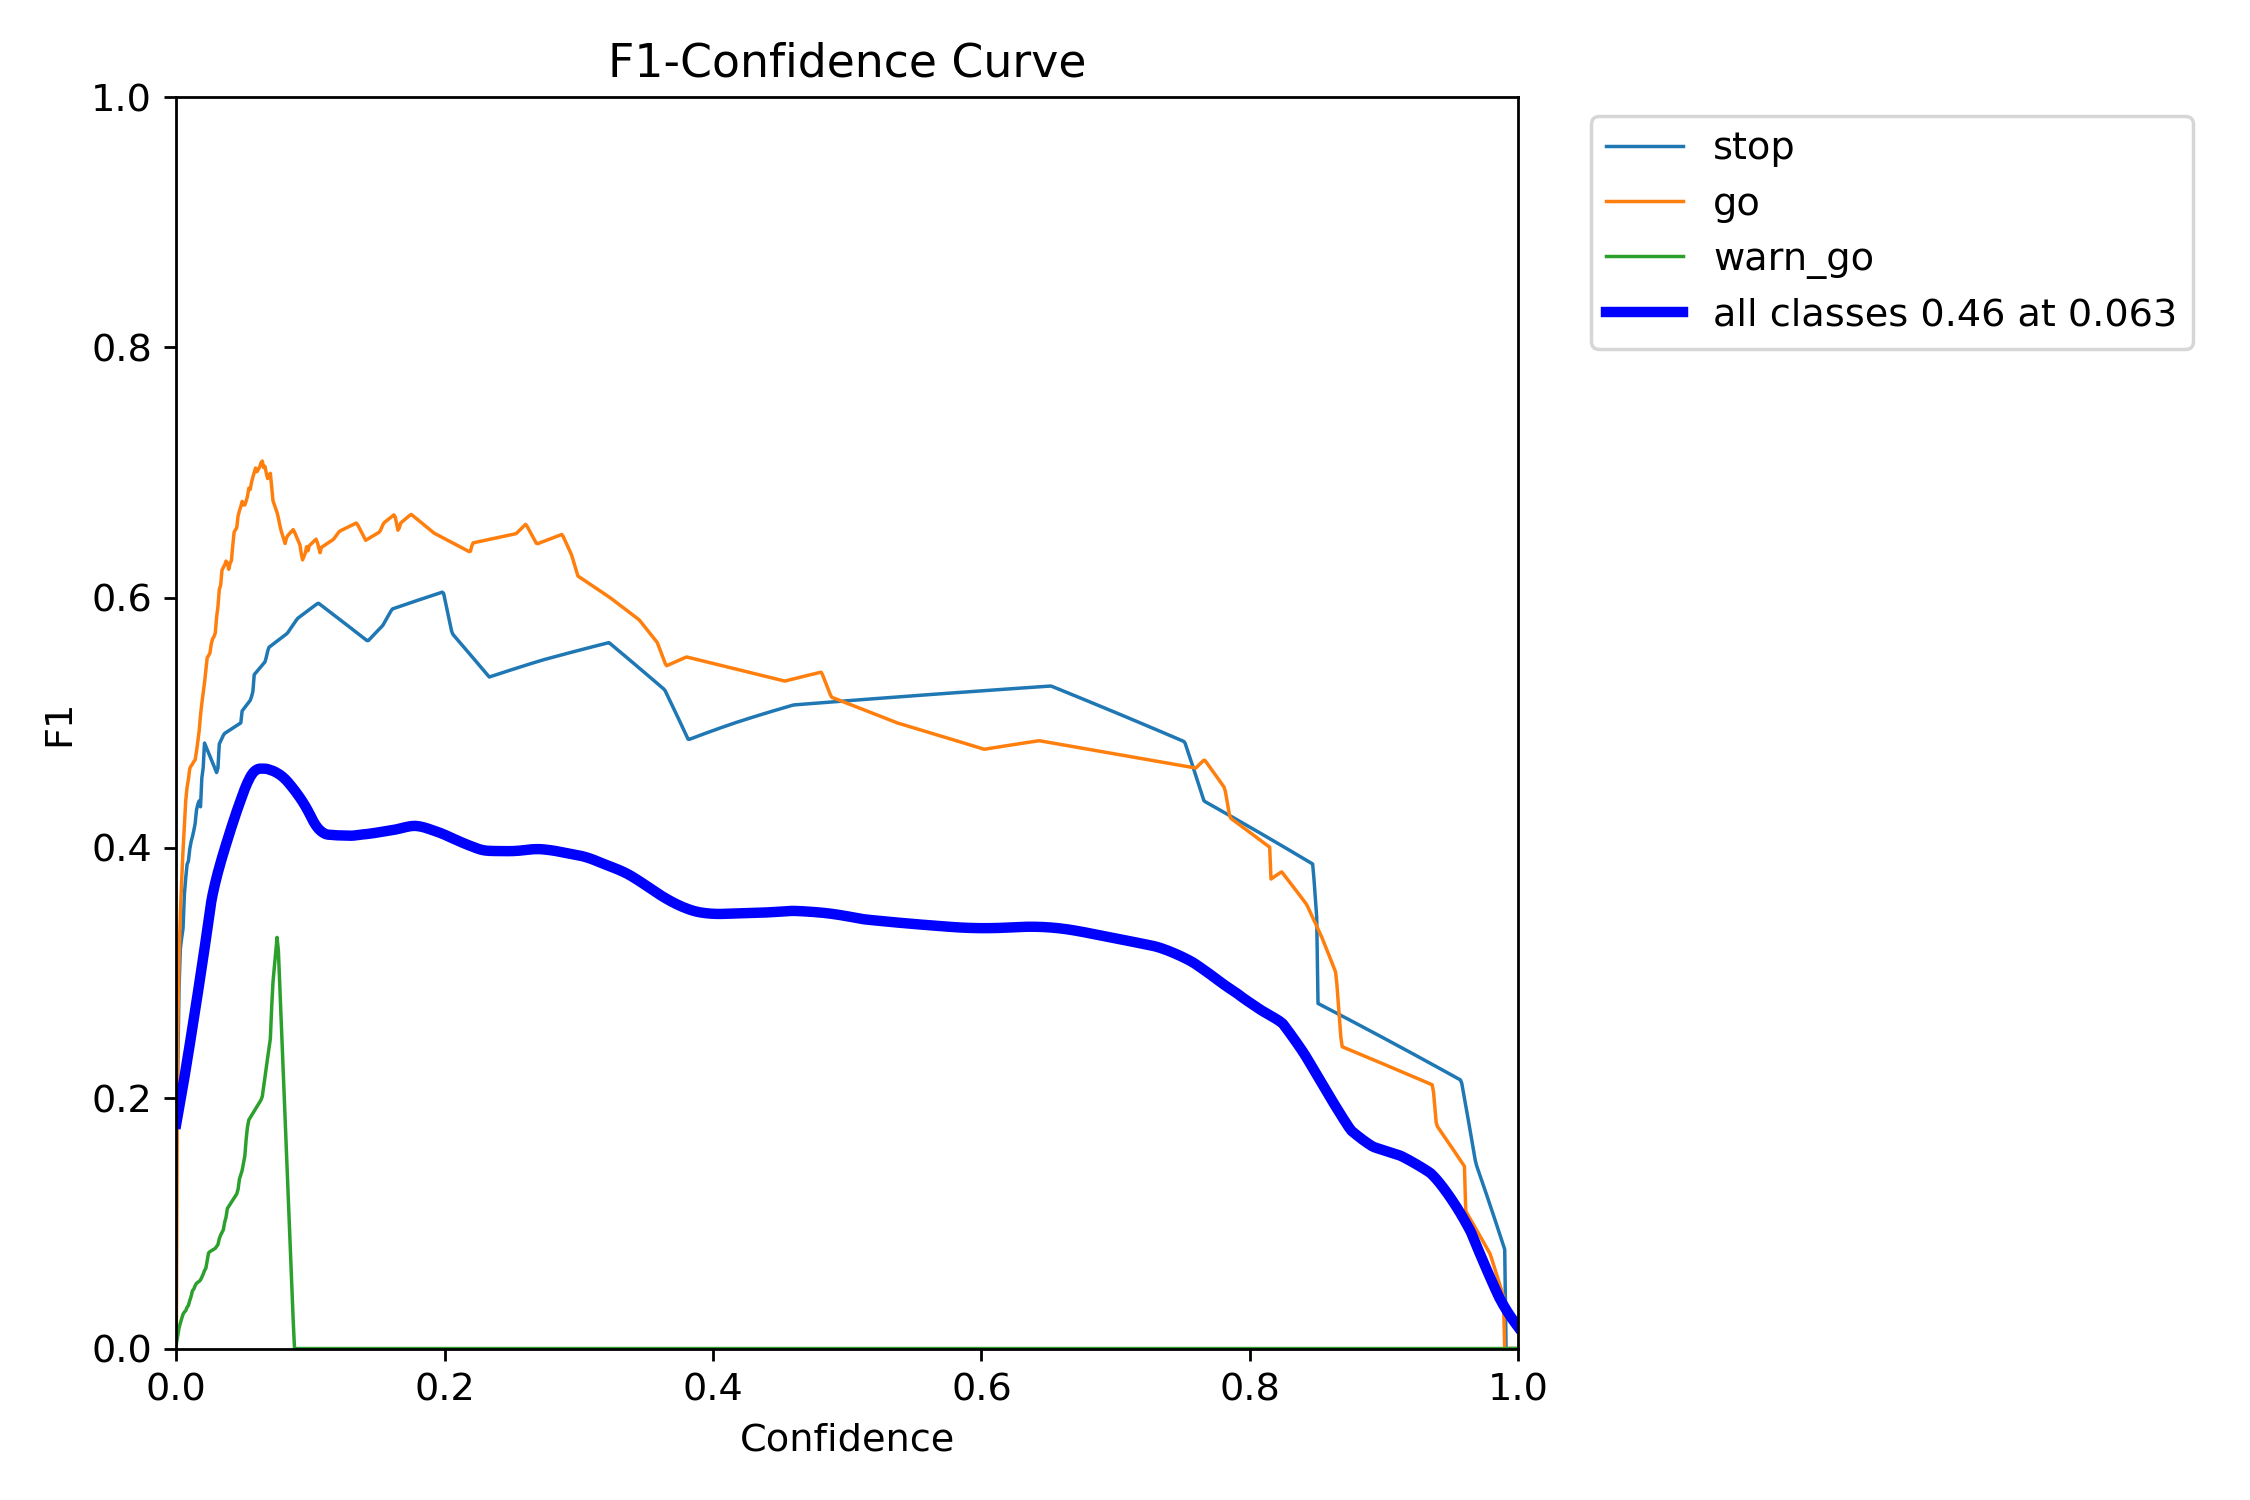 F1-Confidence Curve
1.0
0.8
0.6
0.4
0.2
0.0
F1
0.0 0.2 0.4 0.6 0.8 1.0
Confidence
stop
go
warn_go
all classes 0.46 at 0.063